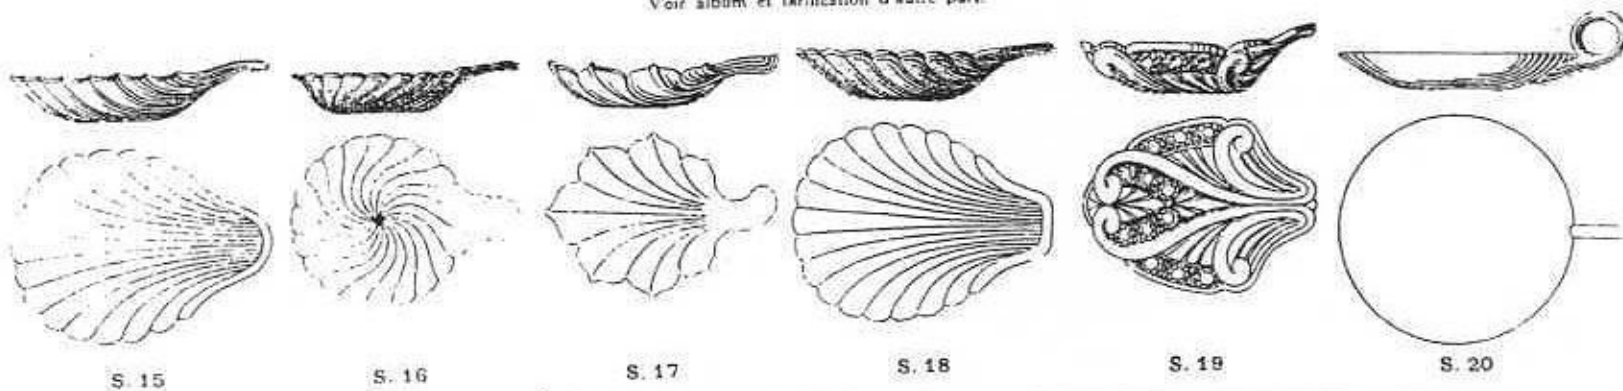 Voir album et tarification d'autre part.
S. 15 S. 16 S. 17 S. 18 S. 19 S. 20